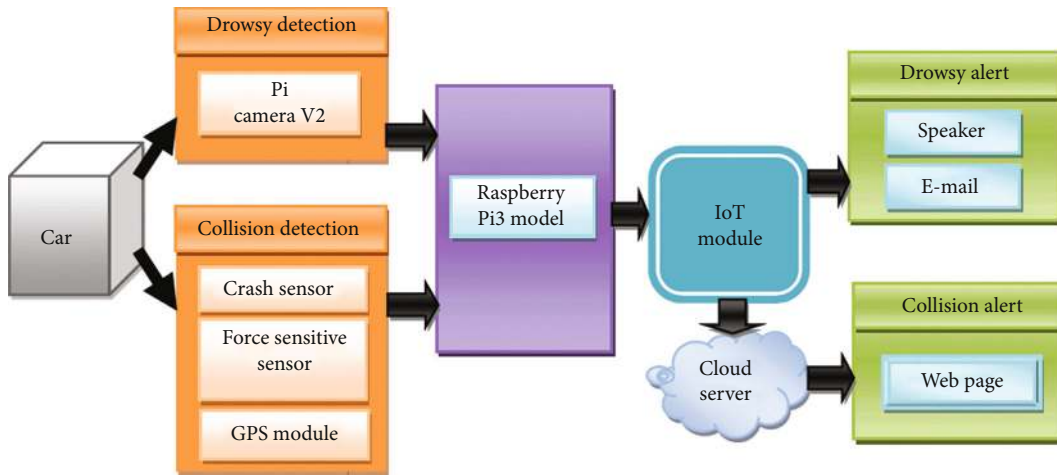 Car
Drowsy detection
Pi
camera V2
Collision detection
Crash sensor
Force sensitive
sensor
GPS module
Raspberry
Pi3 model
IoT
module
Cloud
server
Drowsy alert
Speaker
E-mail
Collision alert
Web page